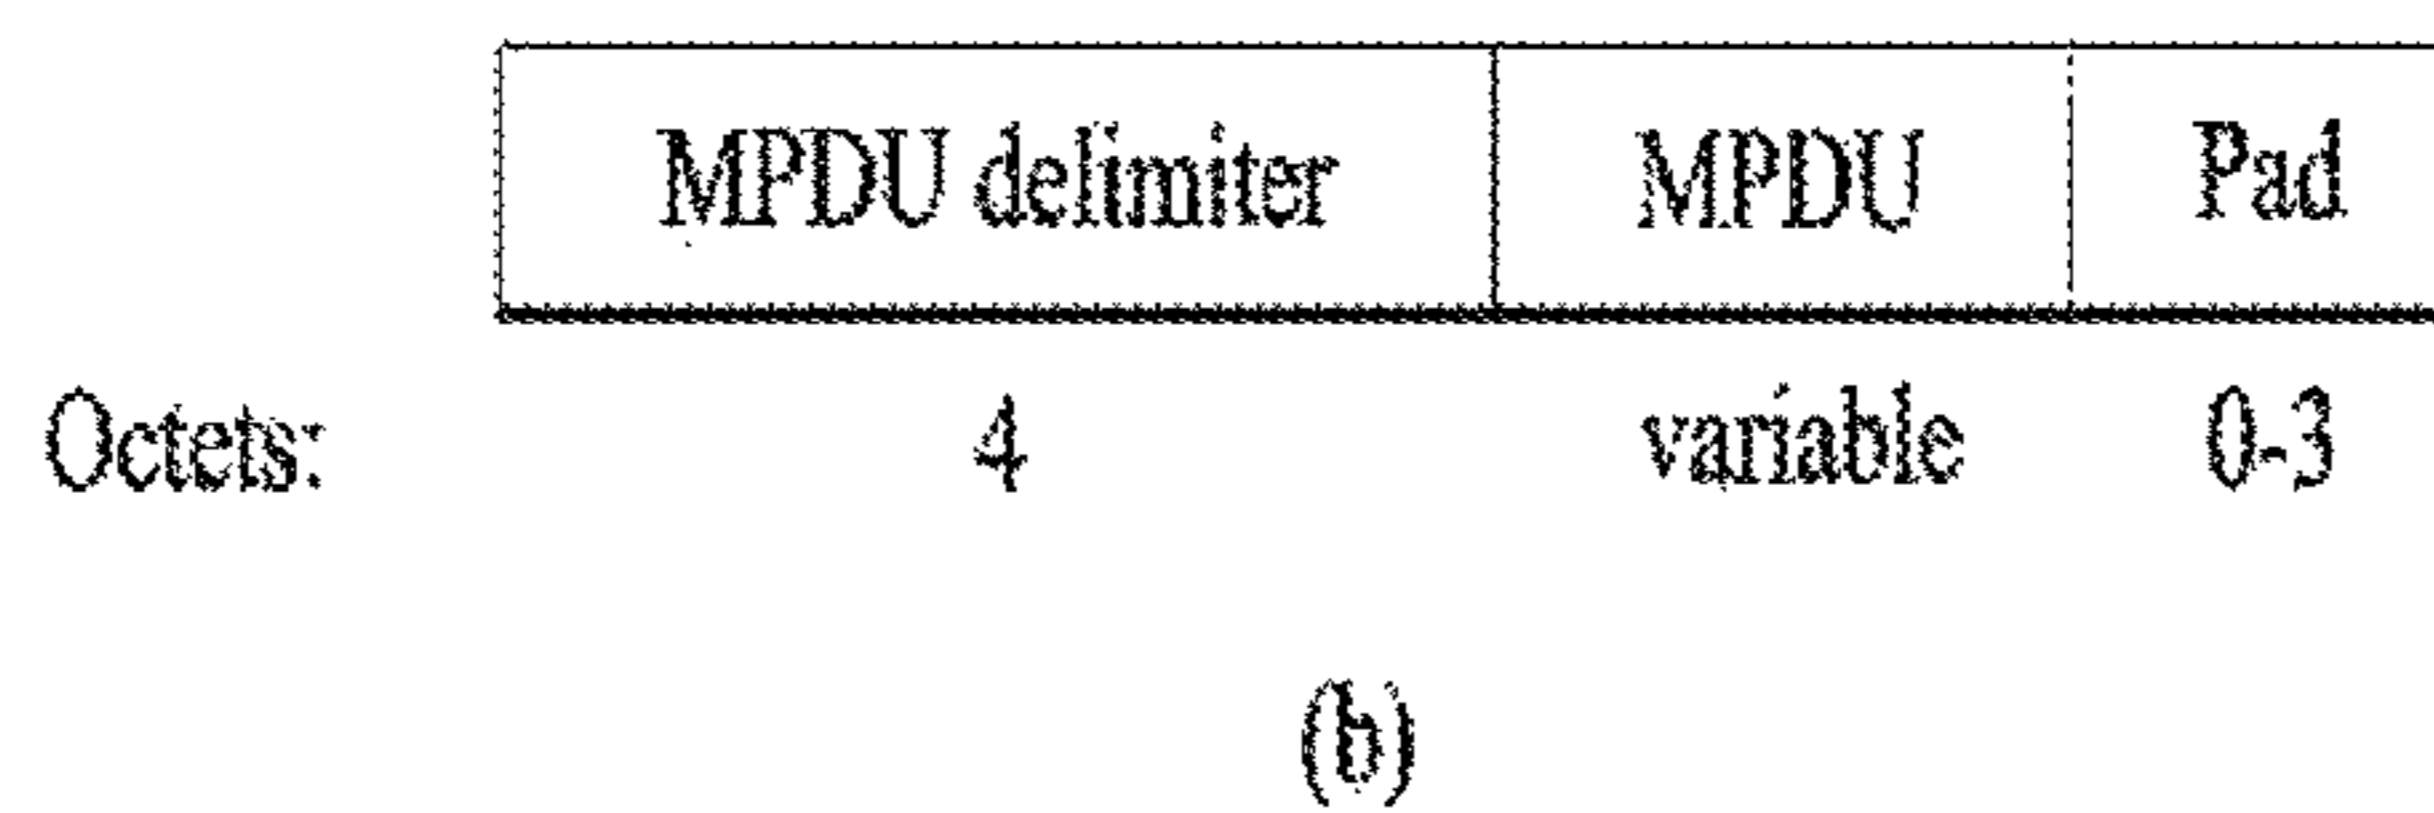 MPDU delimiter MPDU Pad
Octets: 4 variable 0-3
(b)